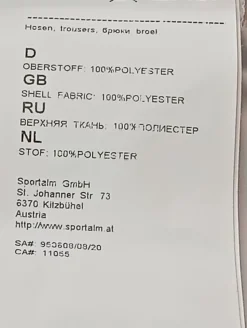 Hosen, trousers, брюки broei
D
OBERSTOFF: 100%POLYESTER
GB
SHELL FABRIC: 100%POLYESTER
RU
ВЕРХНЯЯ ТКАНЬ: 100%ПОЛИЕСТЕР
NL
STOF: 100%POLYESTER
Sportalm GmbH
St. Johanner Str 73
6370 Kitzbühel
Austria
http://www.sportalm.at
SA#: 950608/09/20
CA#: 11055